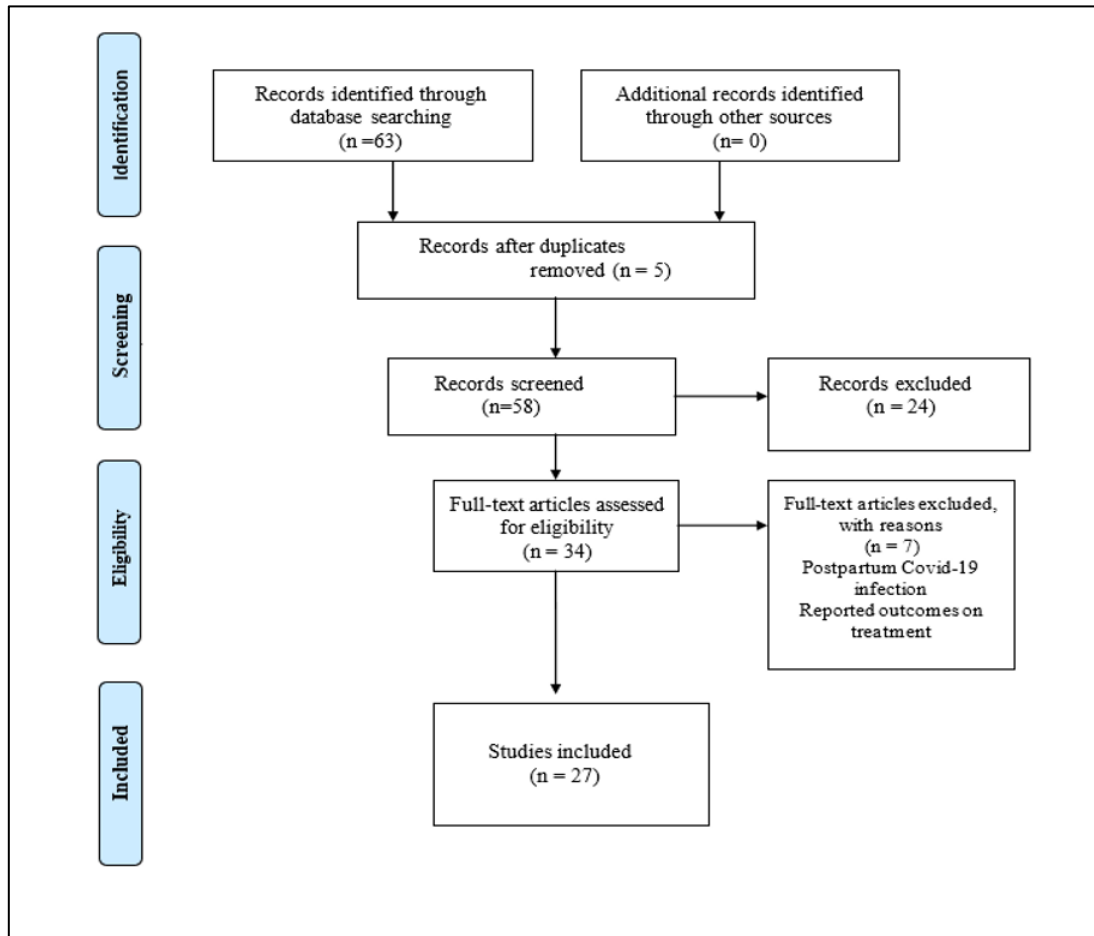 Identification
Records identified through
database searching
(n =63)
Additional records identified
through other sources
(n= 0)
Screening
Records after duplicates
removed (n = 5)
Records screened
(n=58)
Records excluded
(n = 24)
Eligibility
Full-text articles assessed
for eligibility
(n = 34)
Full-text articles excluded,
with reasons
(n = 7)
Postpartum Covid-19
infection
Reported outcomes on
treatment
Included
Studies included
(n = 27)